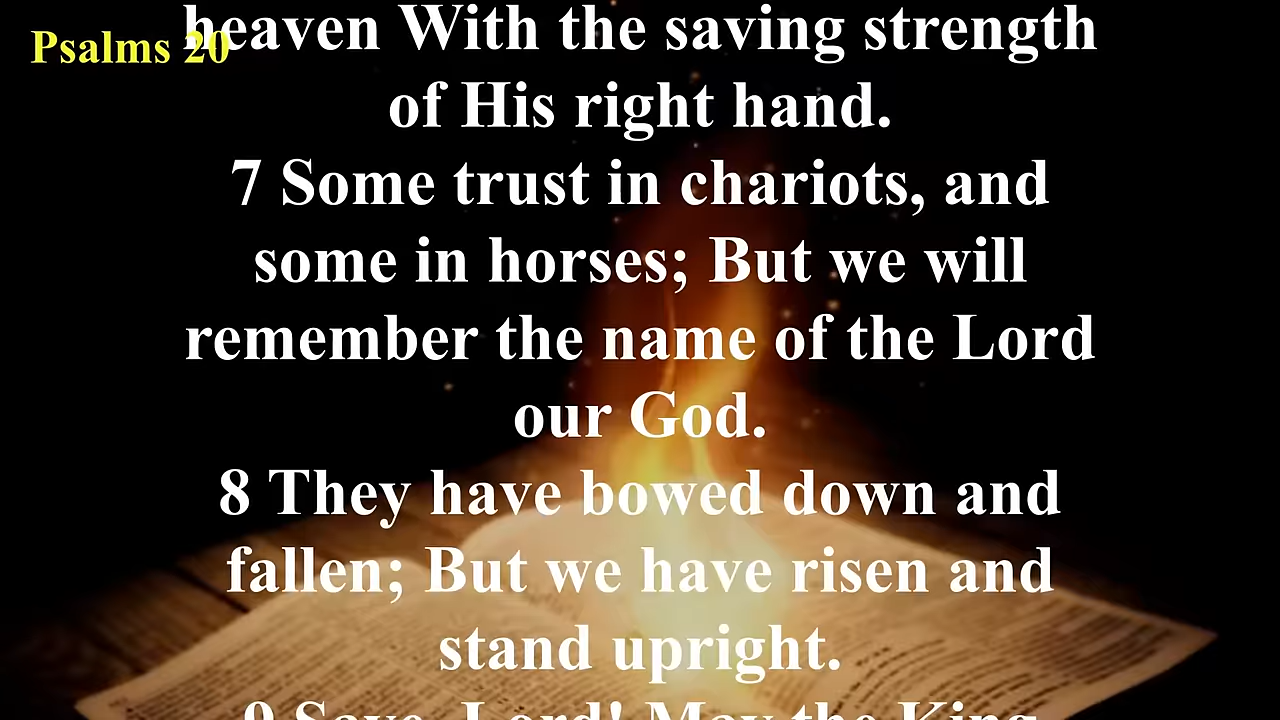 Psalms 20
heaven With the saving strength
of His right hand.
7 Some trust in chariots, and
some in horses; But we will
remember the name of the Lord
our God.
8 They have bowed down and
fallen; But we have risen and
stand upright.
9 Save, Lord! May the King